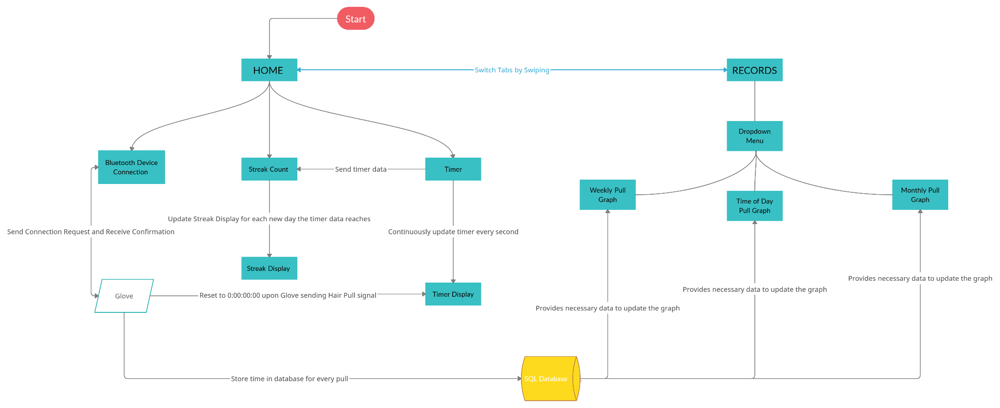 Start
HOME
Switch Tabs by Swiping
RECORDS
Dropdown
Menu
Bluetooth Device
Connection
Streak Count
Send timer data
Timer
Weekly Pull
Graph
Time of Day
Pull Graph
Monthly Pull
Graph
Update Streak Display for each new day the timer data reaches
Send Connection Request and Receive Confirmation
Continuously update timer every second
Streak Display
Provides necessary data to update the graph
Provides necessary data to update the graph
Provides necessary data to update the graph
Glove
Reset to 0:00:00:00 upon Glove sending Hair Pull signal
Timer Display
Store time in database for every pull
SQL Database